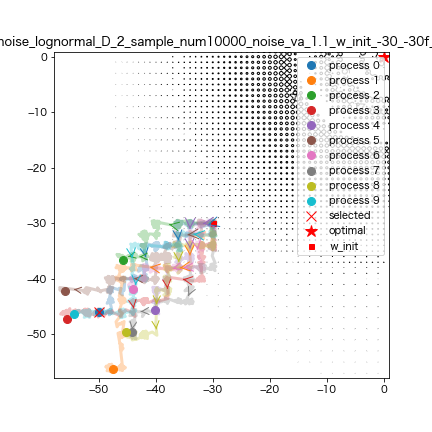 noise_lognormal_D_2_sample_num10000_noise_va_1.1_w_init_-30_-30f_
0
−10
−20
−30
−40
−50
−50
−40
−30
−20
−10
0
process 0
process 1
process 2
process 3
process 4
process 5
process 6
process 7
process 8
process 9
selected
optimal
w_init